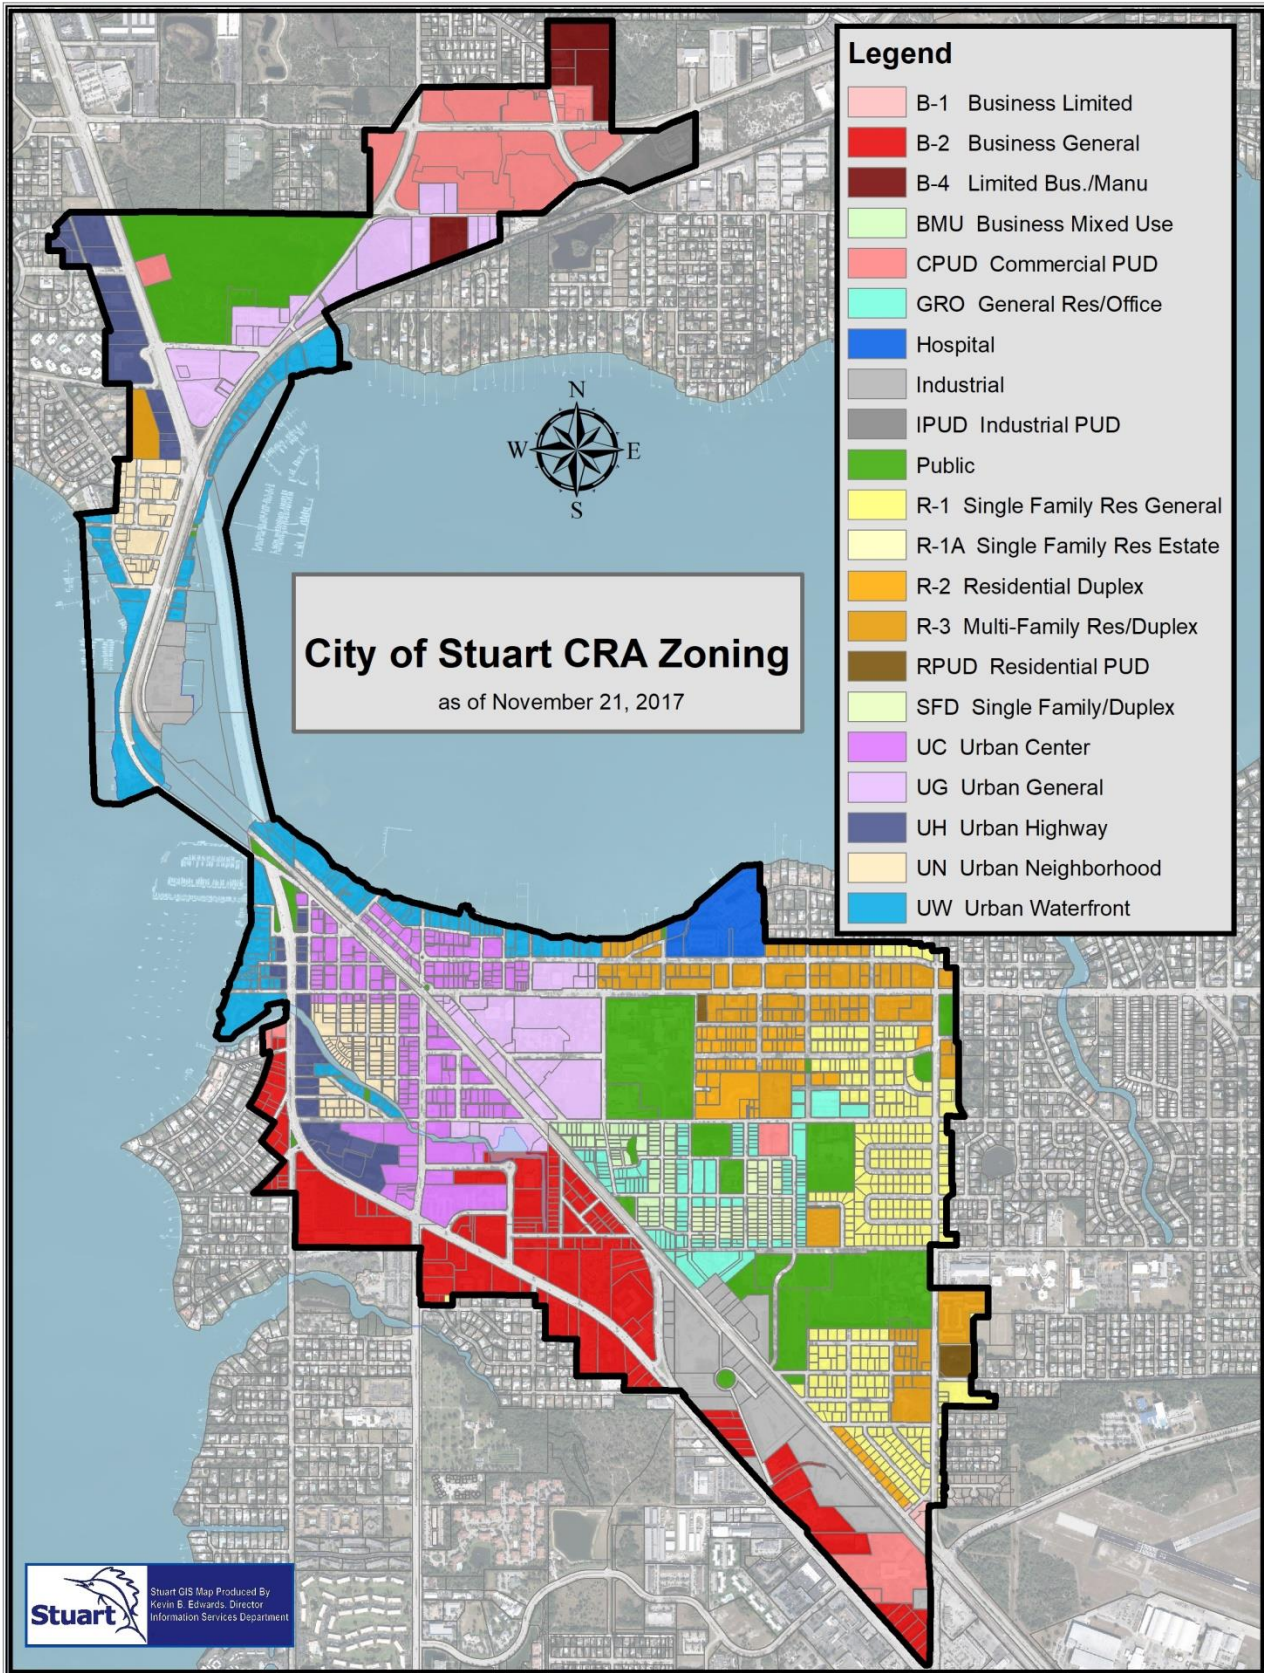 Legend
B-1 Business Limited
B-2 Business General
B-4 Limited Bus./Manu
BMU Business Mixed Use
CPUD Commercial PUD
GRO General Res/Office
Hospital
Industrial
IPUD Industrial PUD
Public
R-1 Single Family Res General
R-1A Single Family Res Estate
R-2 Residential Duplex
R-3 Multi-Family Res/Duplex
RPUD Residential PUD
SFD Single Family/Duplex
UC Urban Center
UG Urban General
UH Urban Highway
UN Urban Neighborhood
UW Urban Waterfront
N
W E
S
City of Stuart CRA Zoning
as of November 21, 2017
Stuart
Stuart GIS Map Produced By
Kevin B. Edwards, Director
Information Services Department